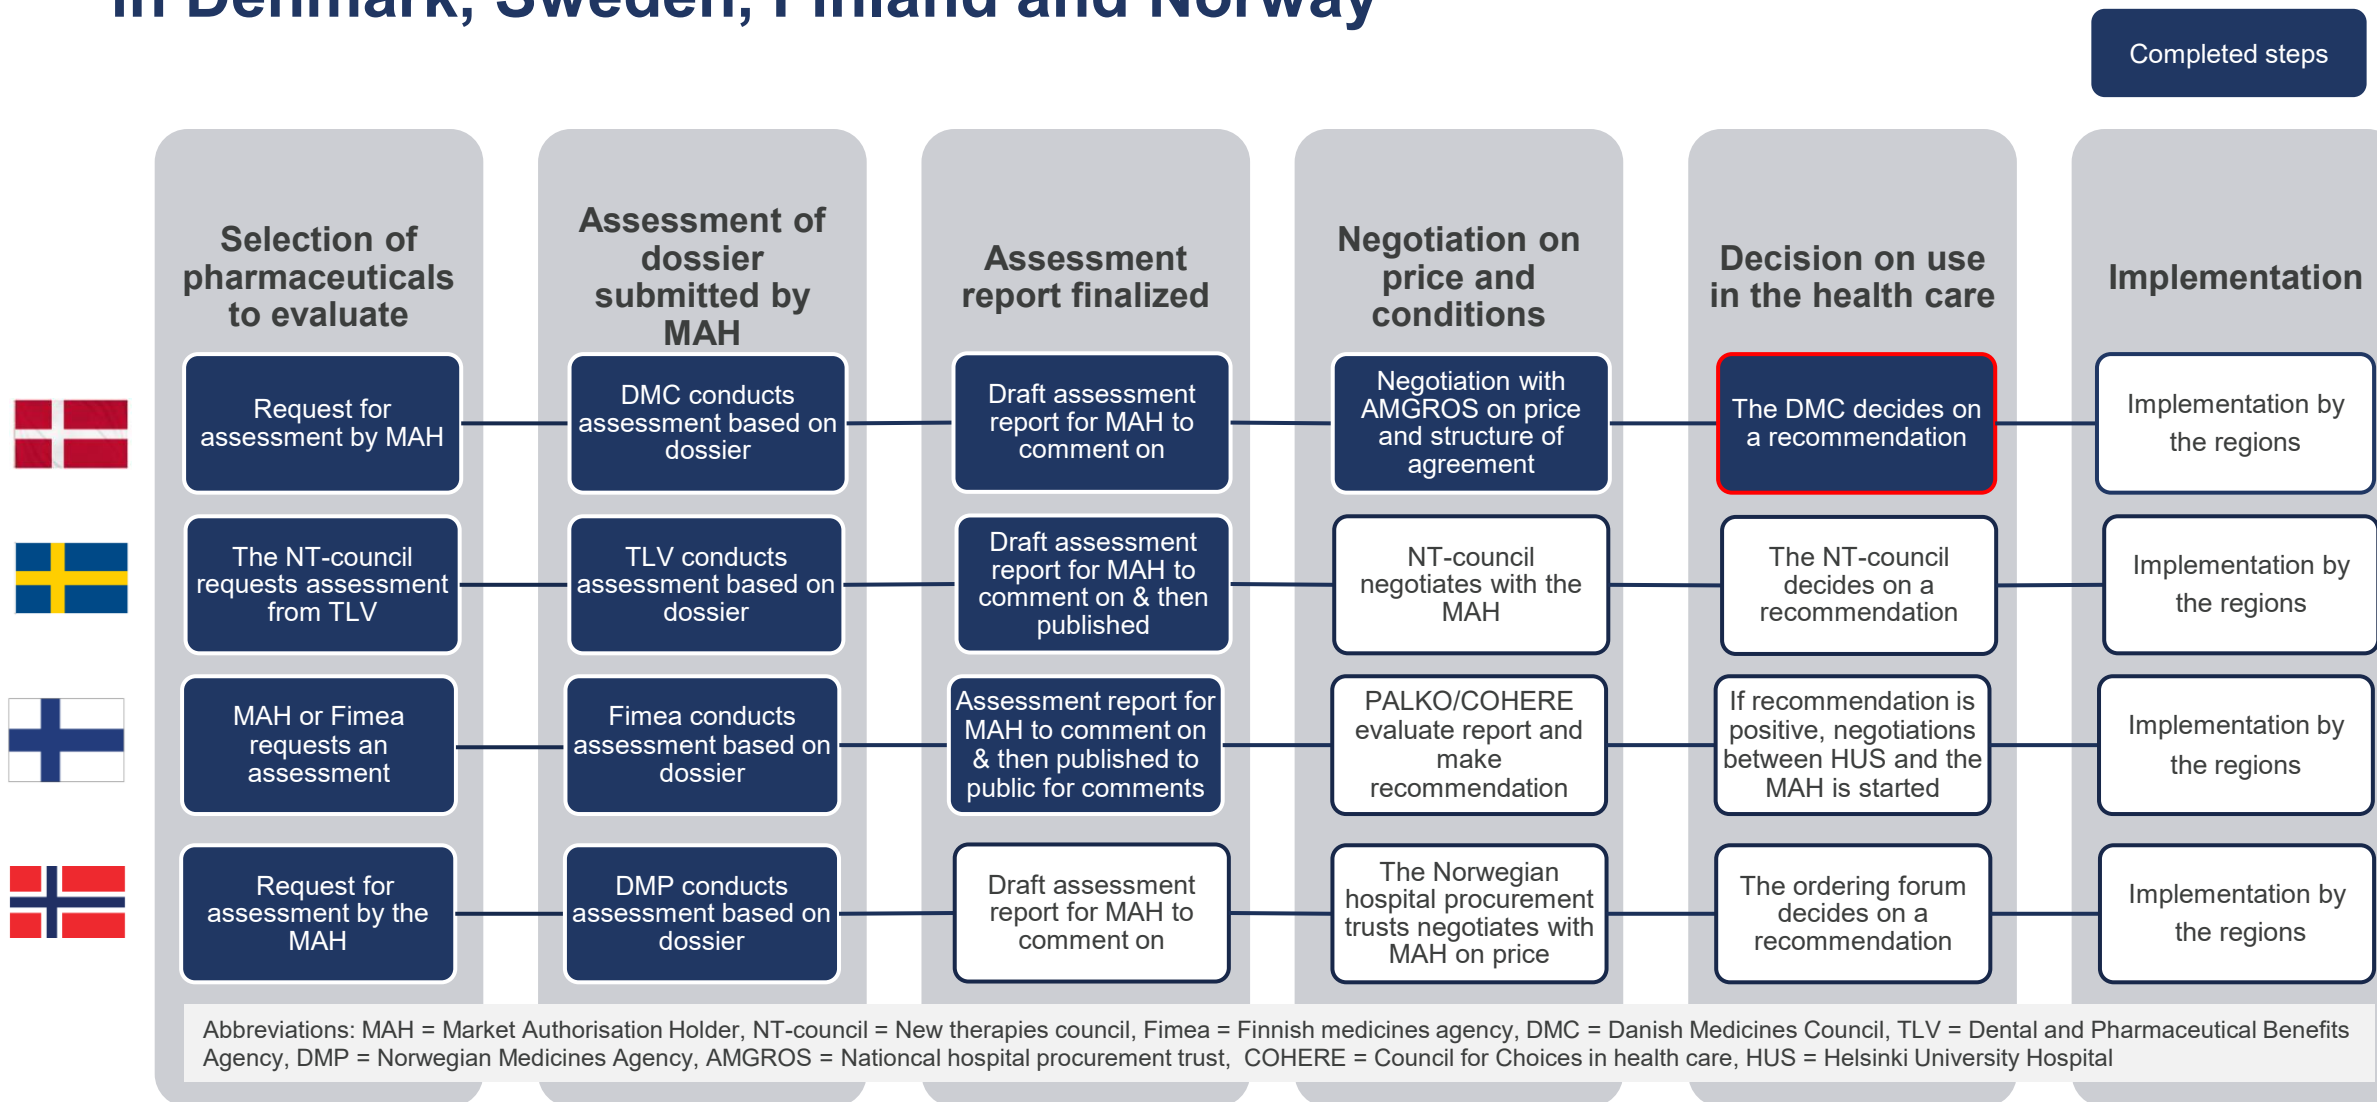 in Denmark, Sweden, Finland and Norway
Completed steps
Selection of
pharmaceuticals
to evaluate
Assessment of
dossier
submitted by
MAH
Assessment
report finalized
Negotiation on
price and
conditions
Decision on use
in the health care
Implementation
Request for
assessment by MAH
DMC conducts
assessment based on
dossier
Draft assessment
report for MAH to
comment on
Negotiation with
AMGROS on price
and structure of
agreement
The DMC decides on
a recommendation
Implementation by
the regions
The NT-council
requests assessment
from TLV
TLV conducts
assessment based on
dossier
Draft assessment
report for MAH to
comment on & then
published
NT-council
negotiates with the
MAH
The NT-council
decides on a
recommendation
Implementation by
the regions
MAH or Fimea
requests an
assessment
Fimea conducts
assessment based on
dossier
Assessment report for
MAH to comment on
& then published to
public for comments
PALKO/COHERE
evaluate report and
make
recommendation
If recommendation is
positive, negotiations
between HUS and the
MAH is started
Implementation by
the regions
Request for
assessment by the
MAH
DMP conducts
assessment based on
dossier
Draft assessment
report for MAH to
comment on
The Norwegian
hospital procurement
trusts negotiates with
MAH on price
The ordering forum
decides on a
recommendation
Implementation by
the regions
Abbreviations: MAH = Market Authorisation Holder, NT-council = New therapies council, Fimea = Finnish medicines agency, DMC = Danish Medicines Council, TLV = Dental and Pharmaceutical Benefits
Agency, DMP = Norwegian Medicines Agency, AMGROS = Nationcal hospital procurement trust, COHERE = Council for Choices in health care, HUS = Helsinki University Hospital